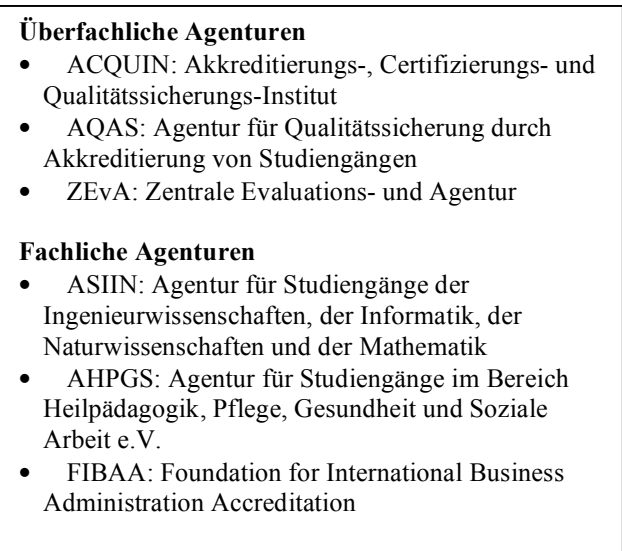 Überfachliche Agenturen
• ACQUIN: Akkreditierungs-, Certifizierungs- und
Qualitätssicherungs-Institut
• AQAS: Agentur für Qualitätssicherung durch
Akkreditierung von Studiengängen
• ZEvA: Zentrale Evaluations- und Agentur
Fachliche Agenturen
• ASIIN: Agentur für Studiengänge der
Ingenieurwissenschaften, der Informatik, der
Naturwissenschaften und der Mathematik
• AHPGS: Agentur für Studiengänge im Bereich
Heilpädagogik, Pflege, Gesundheit und Soziale
Arbeit e.V.
• FIBAA: Foundation for International Business
Administration Accreditation